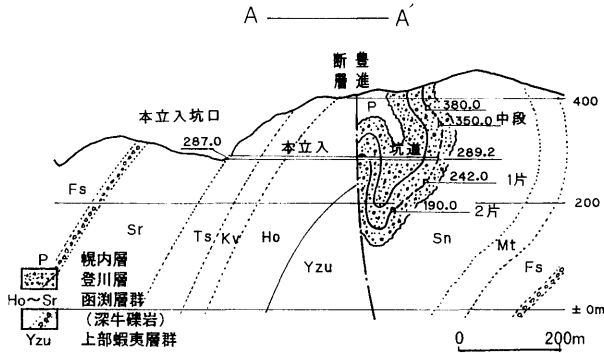 A A′
断層 豊進
P
400
380.0
350.0 中段
本立入坑口
287.0
本立入
坑道
289.2
242.0 1片
190.0 2片
200
Fs
Sr
Ts
Kv
Ho
Yzu
Sn
Mt
Fs
P 幌内層
登川層
Ho～Sr 函渕層群
(深牛礫岩)
Yzu 上部蝦夷層群
±0m
0 200m